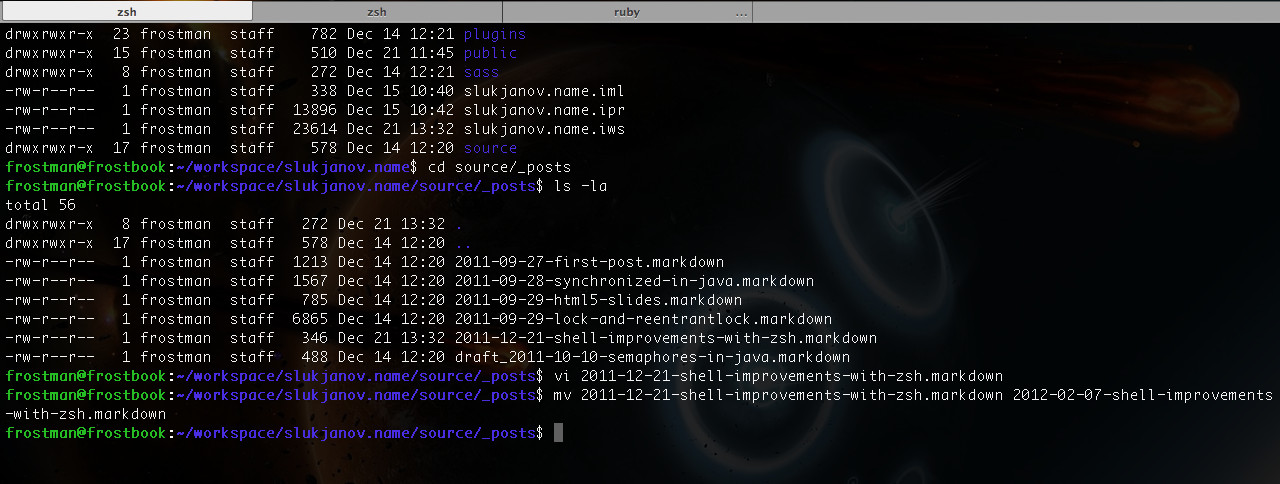 zsh zsh ruby ...
drwxrwxr-x  23 frostman  staff    782 Dec 14 12:21 plugins
drwxrwxr-x  15 frostman  staff    510 Dec 21 11:45 public
drwxrwxr-x   8 frostman  staff    272 Dec 14 12:21 sass
-rw-r--r--   1 frostman  staff    338 Dec 15 10:40 slukjanov.name.iml
-rw-r--r--   1 frostman  staff  13896 Dec 15 10:42 slukjanov.name.ipr
-rw-r--r--   1 frostman  staff  23614 Dec 21 13:32 slukjanov.name.iws
drwxrwxr-x  17 frostman  staff    578 Dec 14 12:20 source
frostman@frostbook:~/workspace/slukjanov.name$ cd source/_posts
frostman@frostbook:~/workspace/slukjanov.name/source/_posts$ ls -la
total 56
drwxrwxr-x   8 frostman  staff   272 Dec 21 13:32 .
drwxrwxr-x  17 frostman  staff   578 Dec 14 12:20 ..
-rw-r--r--   1 frostman  staff  1213 Dec 14 12:20 2011-09-27-first-post.markdown
-rw-r--r--   1 frostman  staff  1567 Dec 14 12:20 2011-09-28-synchronized-in-java.markdown
-rw-r--r--   1 frostman  staff   785 Dec 14 12:20 2011-09-29-html5-slides.markdown
-rw-r--r--   1 frostman  staff  6865 Dec 14 12:20 2011-09-29-lock-and-reentrantlock.markdown
-rw-r--r--   1 frostman  staff   346 Dec 21 13:32 2011-12-21-shell-improvements-with-zsh.markdown
-rw-r--r--   1 frostman  staff   488 Dec 14 12:20 draft_2011-10-10-semaphores-in-java.markdown
frostman@frostbook:~/workspace/slukjanov.name/source/_posts$ vi 2011-12-21-shell-improvements-with-zsh.markdown
frostman@frostbook:~/workspace/slukjanov.name/source/_posts$ mv 2011-12-21-shell-improvements-with-zsh.markdown 2012-02-07-shell-improvements
-with-zsh.markdown
frostman@frostbook:~/workspace/slukjanov.name/source/_posts$